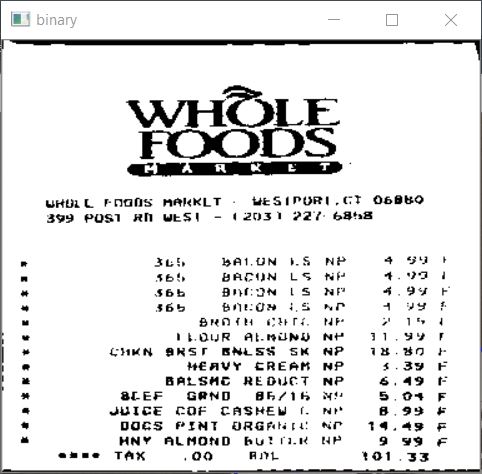 binary
WHOLE
FOODS
MARKET
WHOLE FOODS MARKET - WESTPORT,CT 06880
399 POST RD WEST - (203) 227-6858
* 365 BACON LS NP 4.99 F
* 365 BACON LS NP 4.99 F
* 365 BACON LS NP 4.99 F
* 365 BACON LS NP 4.99 F
* BROTH CHIC NP 2.19 F
* FLOUR ALMOND NP 11.99 F
* CHKN BRST BNLSS SK NP 18.80 F
* HEAVY CREAM NP 3.39 F
* BALSMC REDUCT NP 6.49 F
* BEEF GRND 85/15 NP 5.04 F
* JUICE COF CASHEW C NP 8.99 F
* DOCS PINT ORGANIC NP 14.49 F
* HNY ALMOND BUTTER NP 9.99 F
**** TAX .00 BAL 101.33